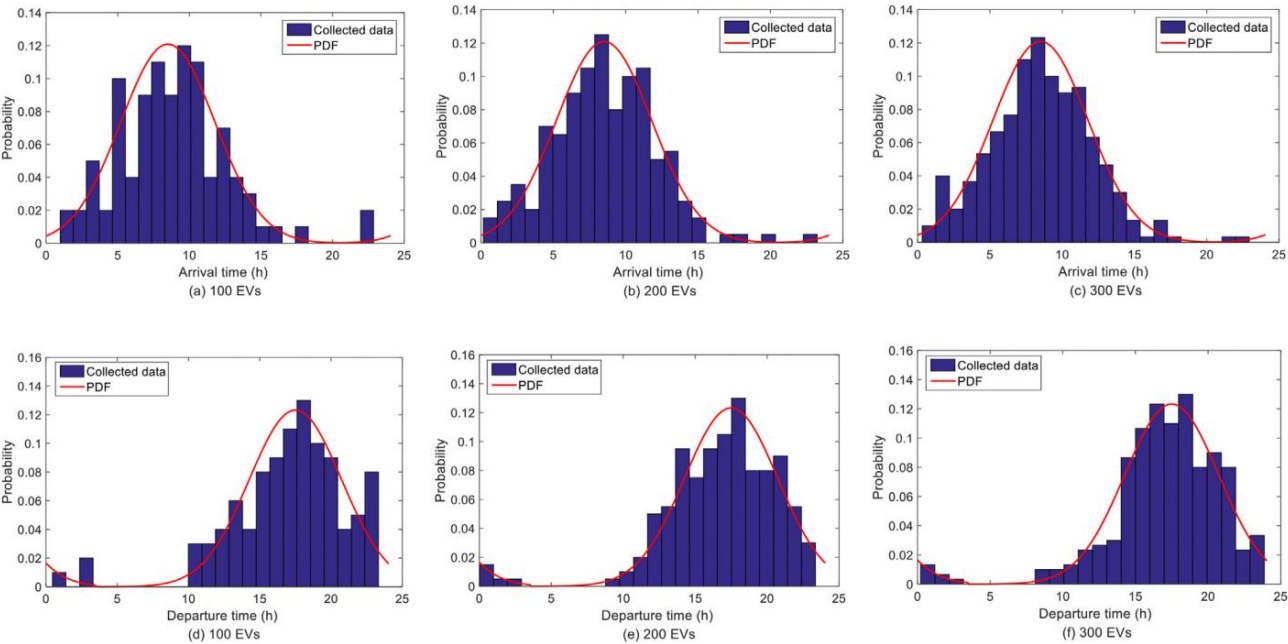 0.14
0.12
0.1
0.08
0.06
0.04
0.02
0
Probability
Collected data
PDF
0 5 10 15 20 25
Arrival time (h)
(a) 100 EVs
0.14
0.12
0.1
0.08
0.06
0.04
0.02
0
Probability
Collected data
PDF
0 5 10 15 20 25
Arrival time (h)
(b) 200 EVs
0.14
0.12
0.1
0.08
0.06
0.04
0.02
0
Probability
Collected data
PDF
0 5 10 15 20 25
Arrival time (h)
(c) 300 EVs
0.16
0.14
0.12
0.1
0.08
0.06
0.04
0.02
0
Probability
Collected data
PDF
0 5 10 15 20 25
Departure time (h)
(d) 100 EVs
0.16
0.14
0.12
0.1
0.08
0.06
0.04
0.02
0
Probability
Collected data
PDF
0 5 10 15 20 25
Departure time (h)
(e) 200 EVs
0.16
0.14
0.12
0.1
0.08
0.06
0.04
0.02
0
Probability
Collected data
PDF
0 5 10 15 20 25
Departure time (h)
(f) 300 EVs